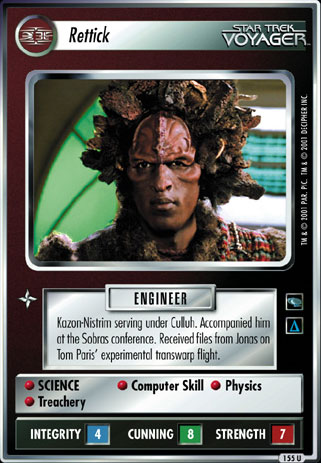 Rettick
STAR TREK
VOYAGER™
TM & © 2001 PAR. PIC. TM & © 2001 DECIPHER INC.
ENGINEER
Kazon-Nistrim serving under Culluh. Accompanied him
at the Sobras conference. Received files from Jonas on
Tom Paris' experimental transwarp flight.
SCIENCE Computer Skill Physics
Treachery
INTEGRITY 4 CUNNING 8 STRENGTH 7
155 U